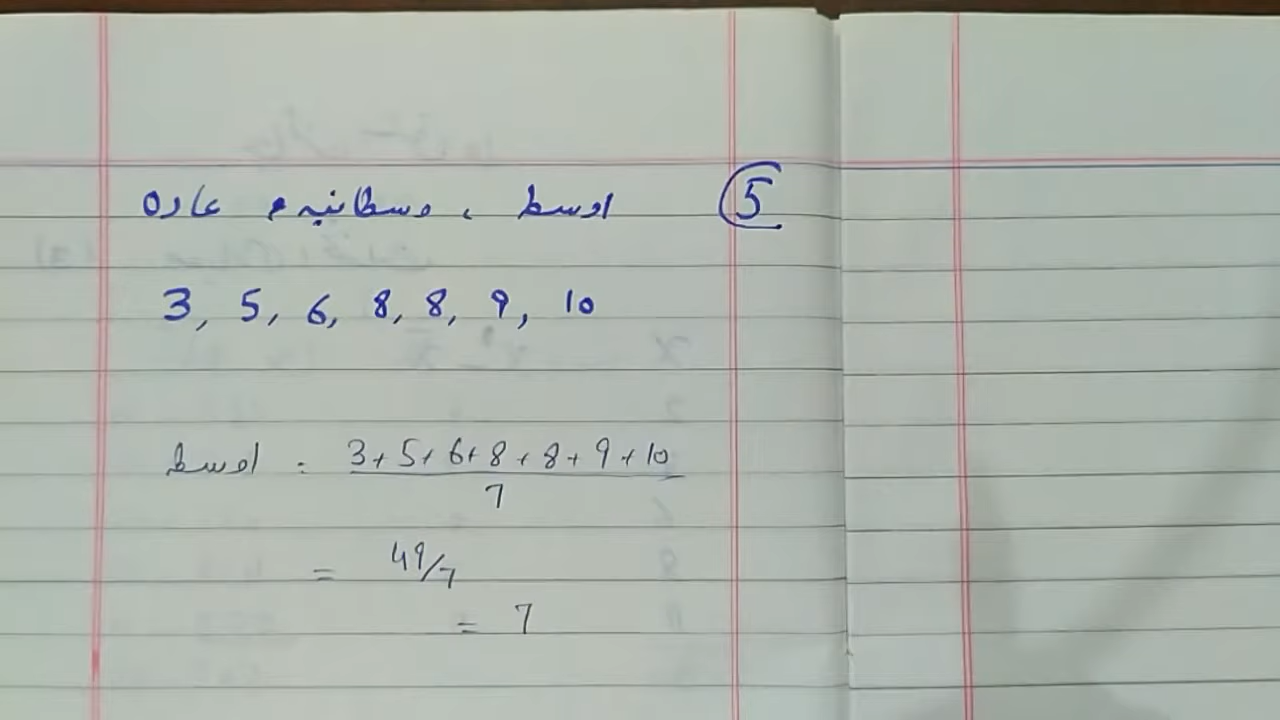 5 اوسط ، وسطانیہ م عادہ
3, 5, 6, 8, 8, 9, 10
اوسط = 3+5+6+8+8+9+10 / 7
= 49/7
= 7